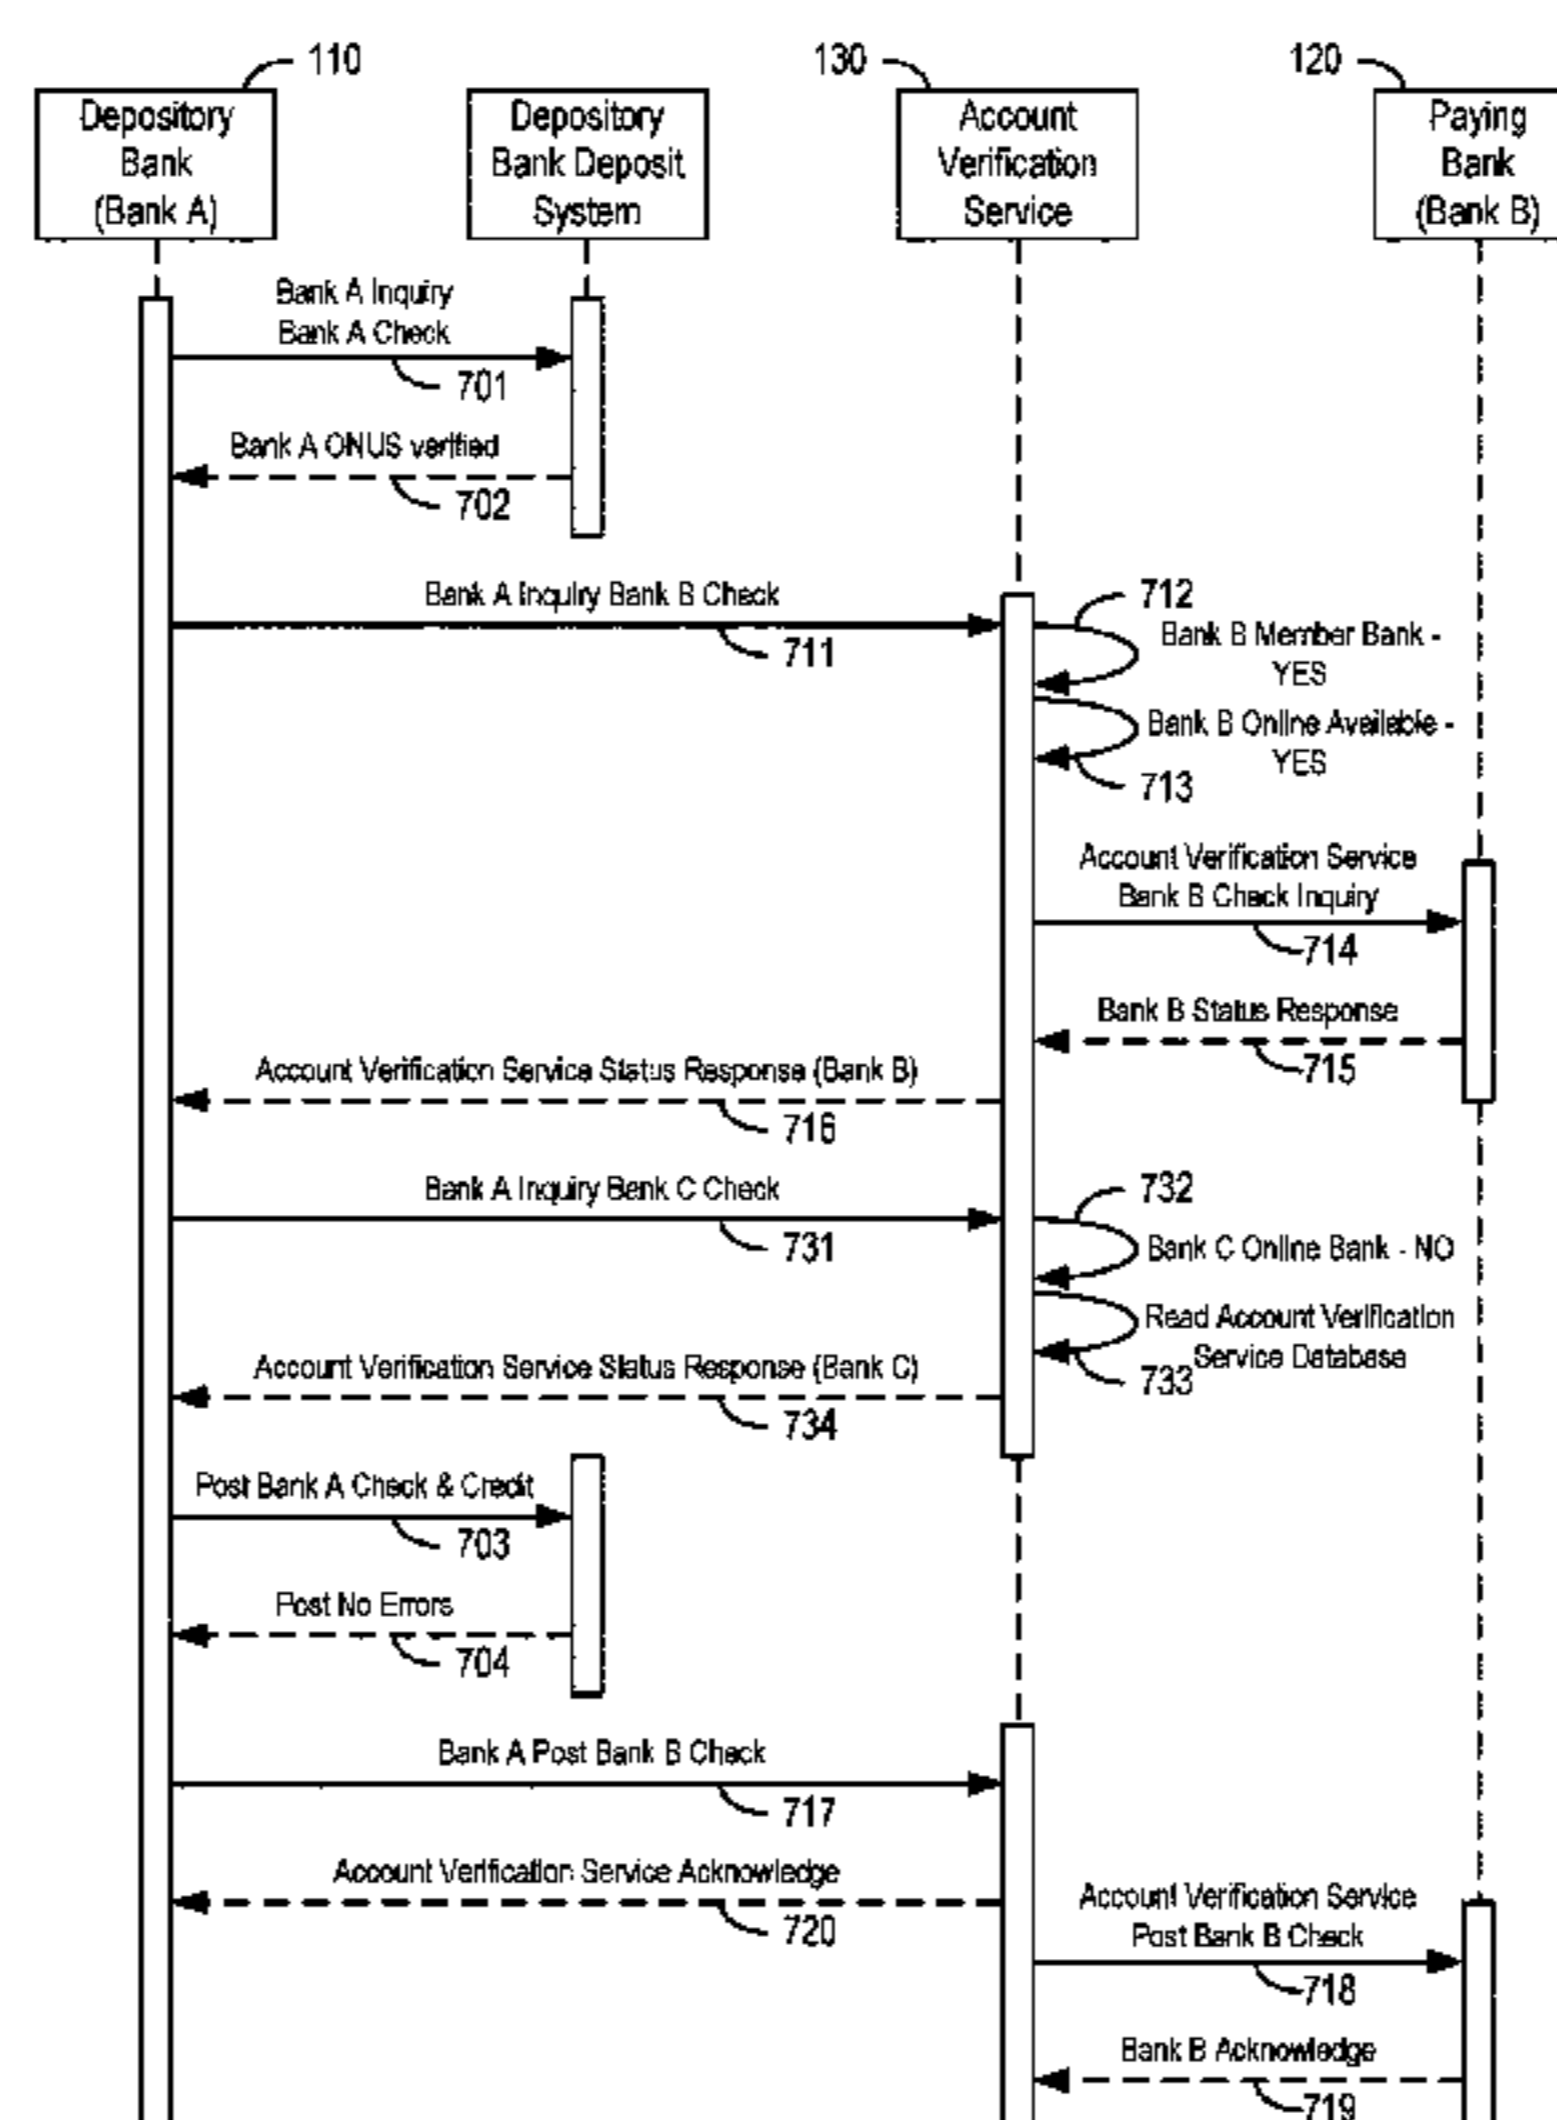 110
130
120
Depository
Bank
(Bank A)
Depository
Bank Deposit
System
Account
Verification
Service
Paying
Bank
(Bank B)
Bank A Inquiry
Bank A Check
701
Bank A ONUS verified
702
Bank A Inquiry Bank B Check
711
712
Bank B Member Bank -
YES
Bank B Online Available -
YES
713
Account Verification Service
Bank B Check Inquiry
714
Bank B Status Response
715
Account Verification Service Status Response (Bank B)
716
Bank A Inquiry Bank C Check
731
732
Bank C Online Bank - NO
Read Account Verification
Service Database
733
Account Verification Service Status Response (Bank C)
734
Post Bank A Check & Credit
703
Post No Errors
704
Bank A Post Bank B Check
717
Account Verification Service Acknowledge
720
Account Verification Service
Post Bank B Check
718
Bank B Acknowledge
719